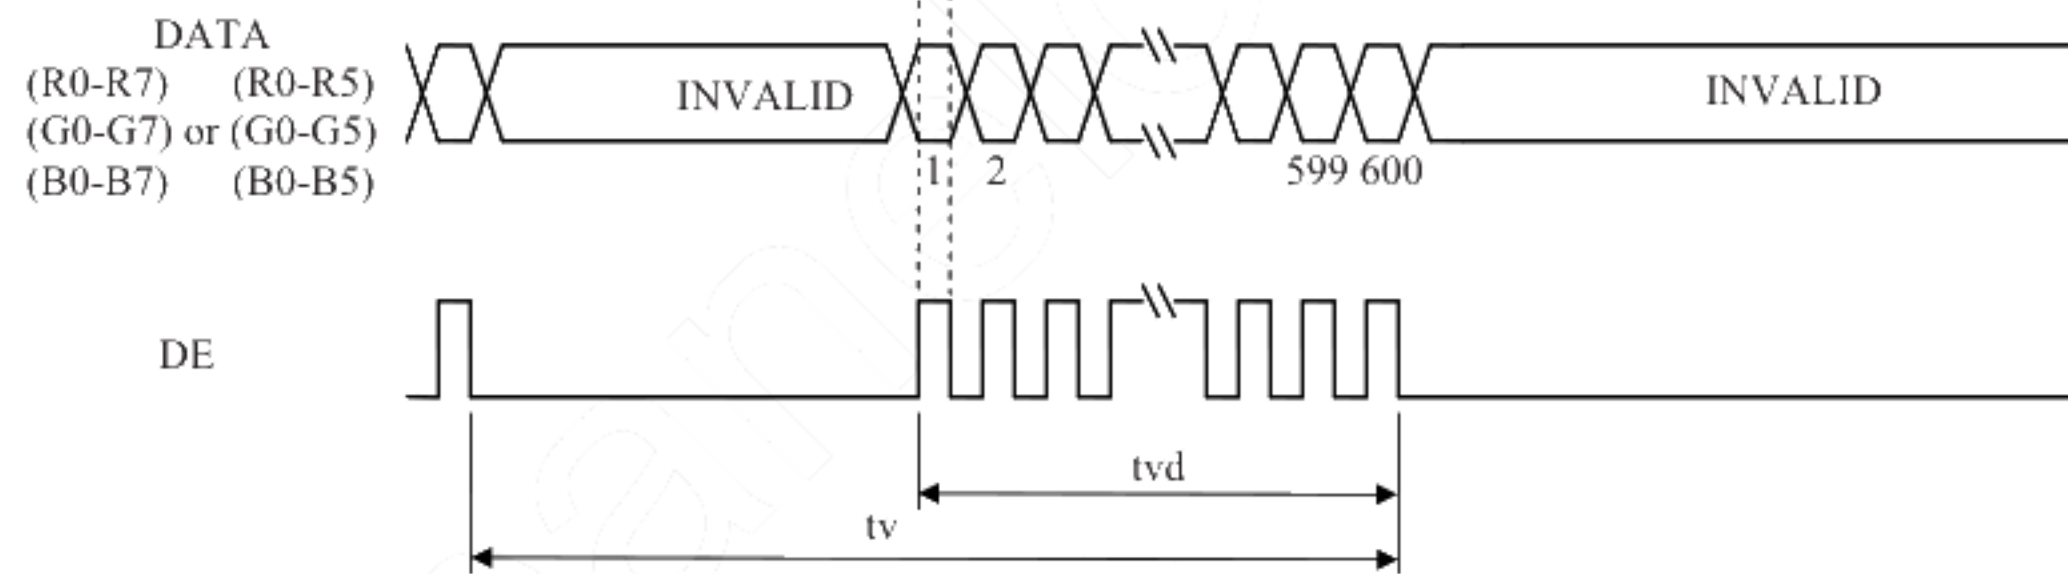 DATA
(R0-R7) (R0-R5)
(G0-G7) or (G0-G5)
(B0-B7) (B0-B5)
INVALID
INVALID
1 2 599 600
DE
tvd
tv